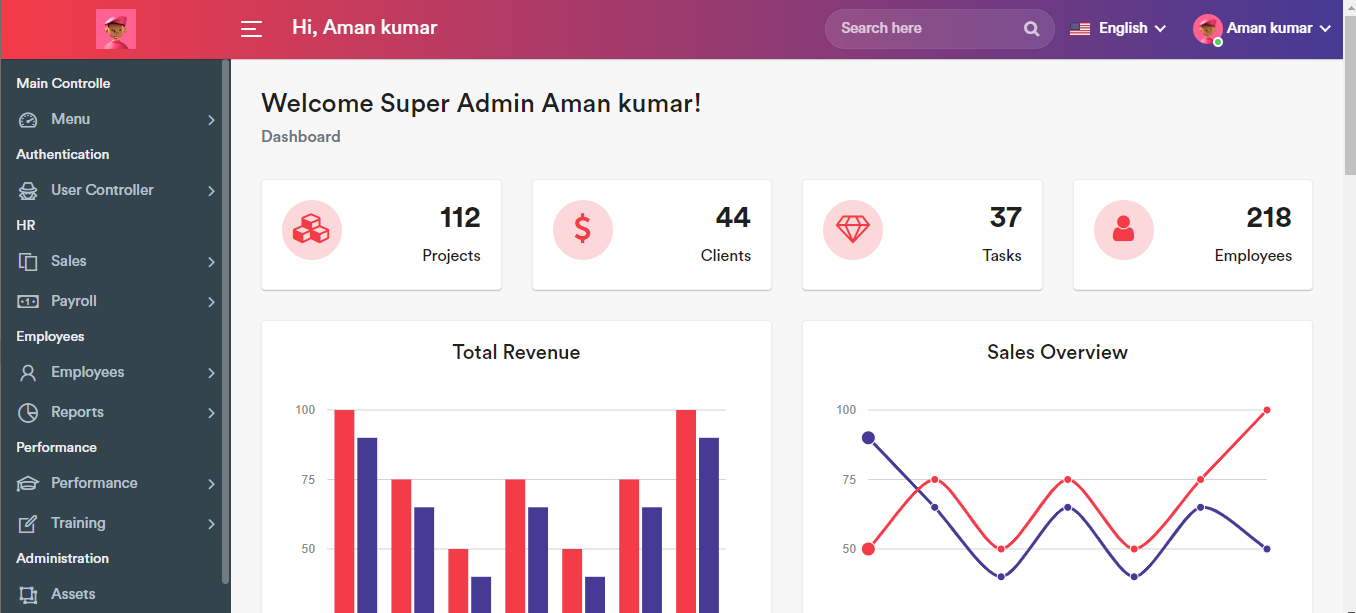 Hi, Aman kumar
Search here
English
Aman kumar
Main Controlle
Menu
Authentication
User Controller
HR
Sales
Payroll
Employees
Employees
Reports
Performance
Performance
Training
Administration
Assets
Welcome Super Admin Aman kumar!
Dashboard
112
Projects
44
Clients
37
Tasks
218
Employees
Total Revenue
100
75
50
Sales Overview
100
75
50